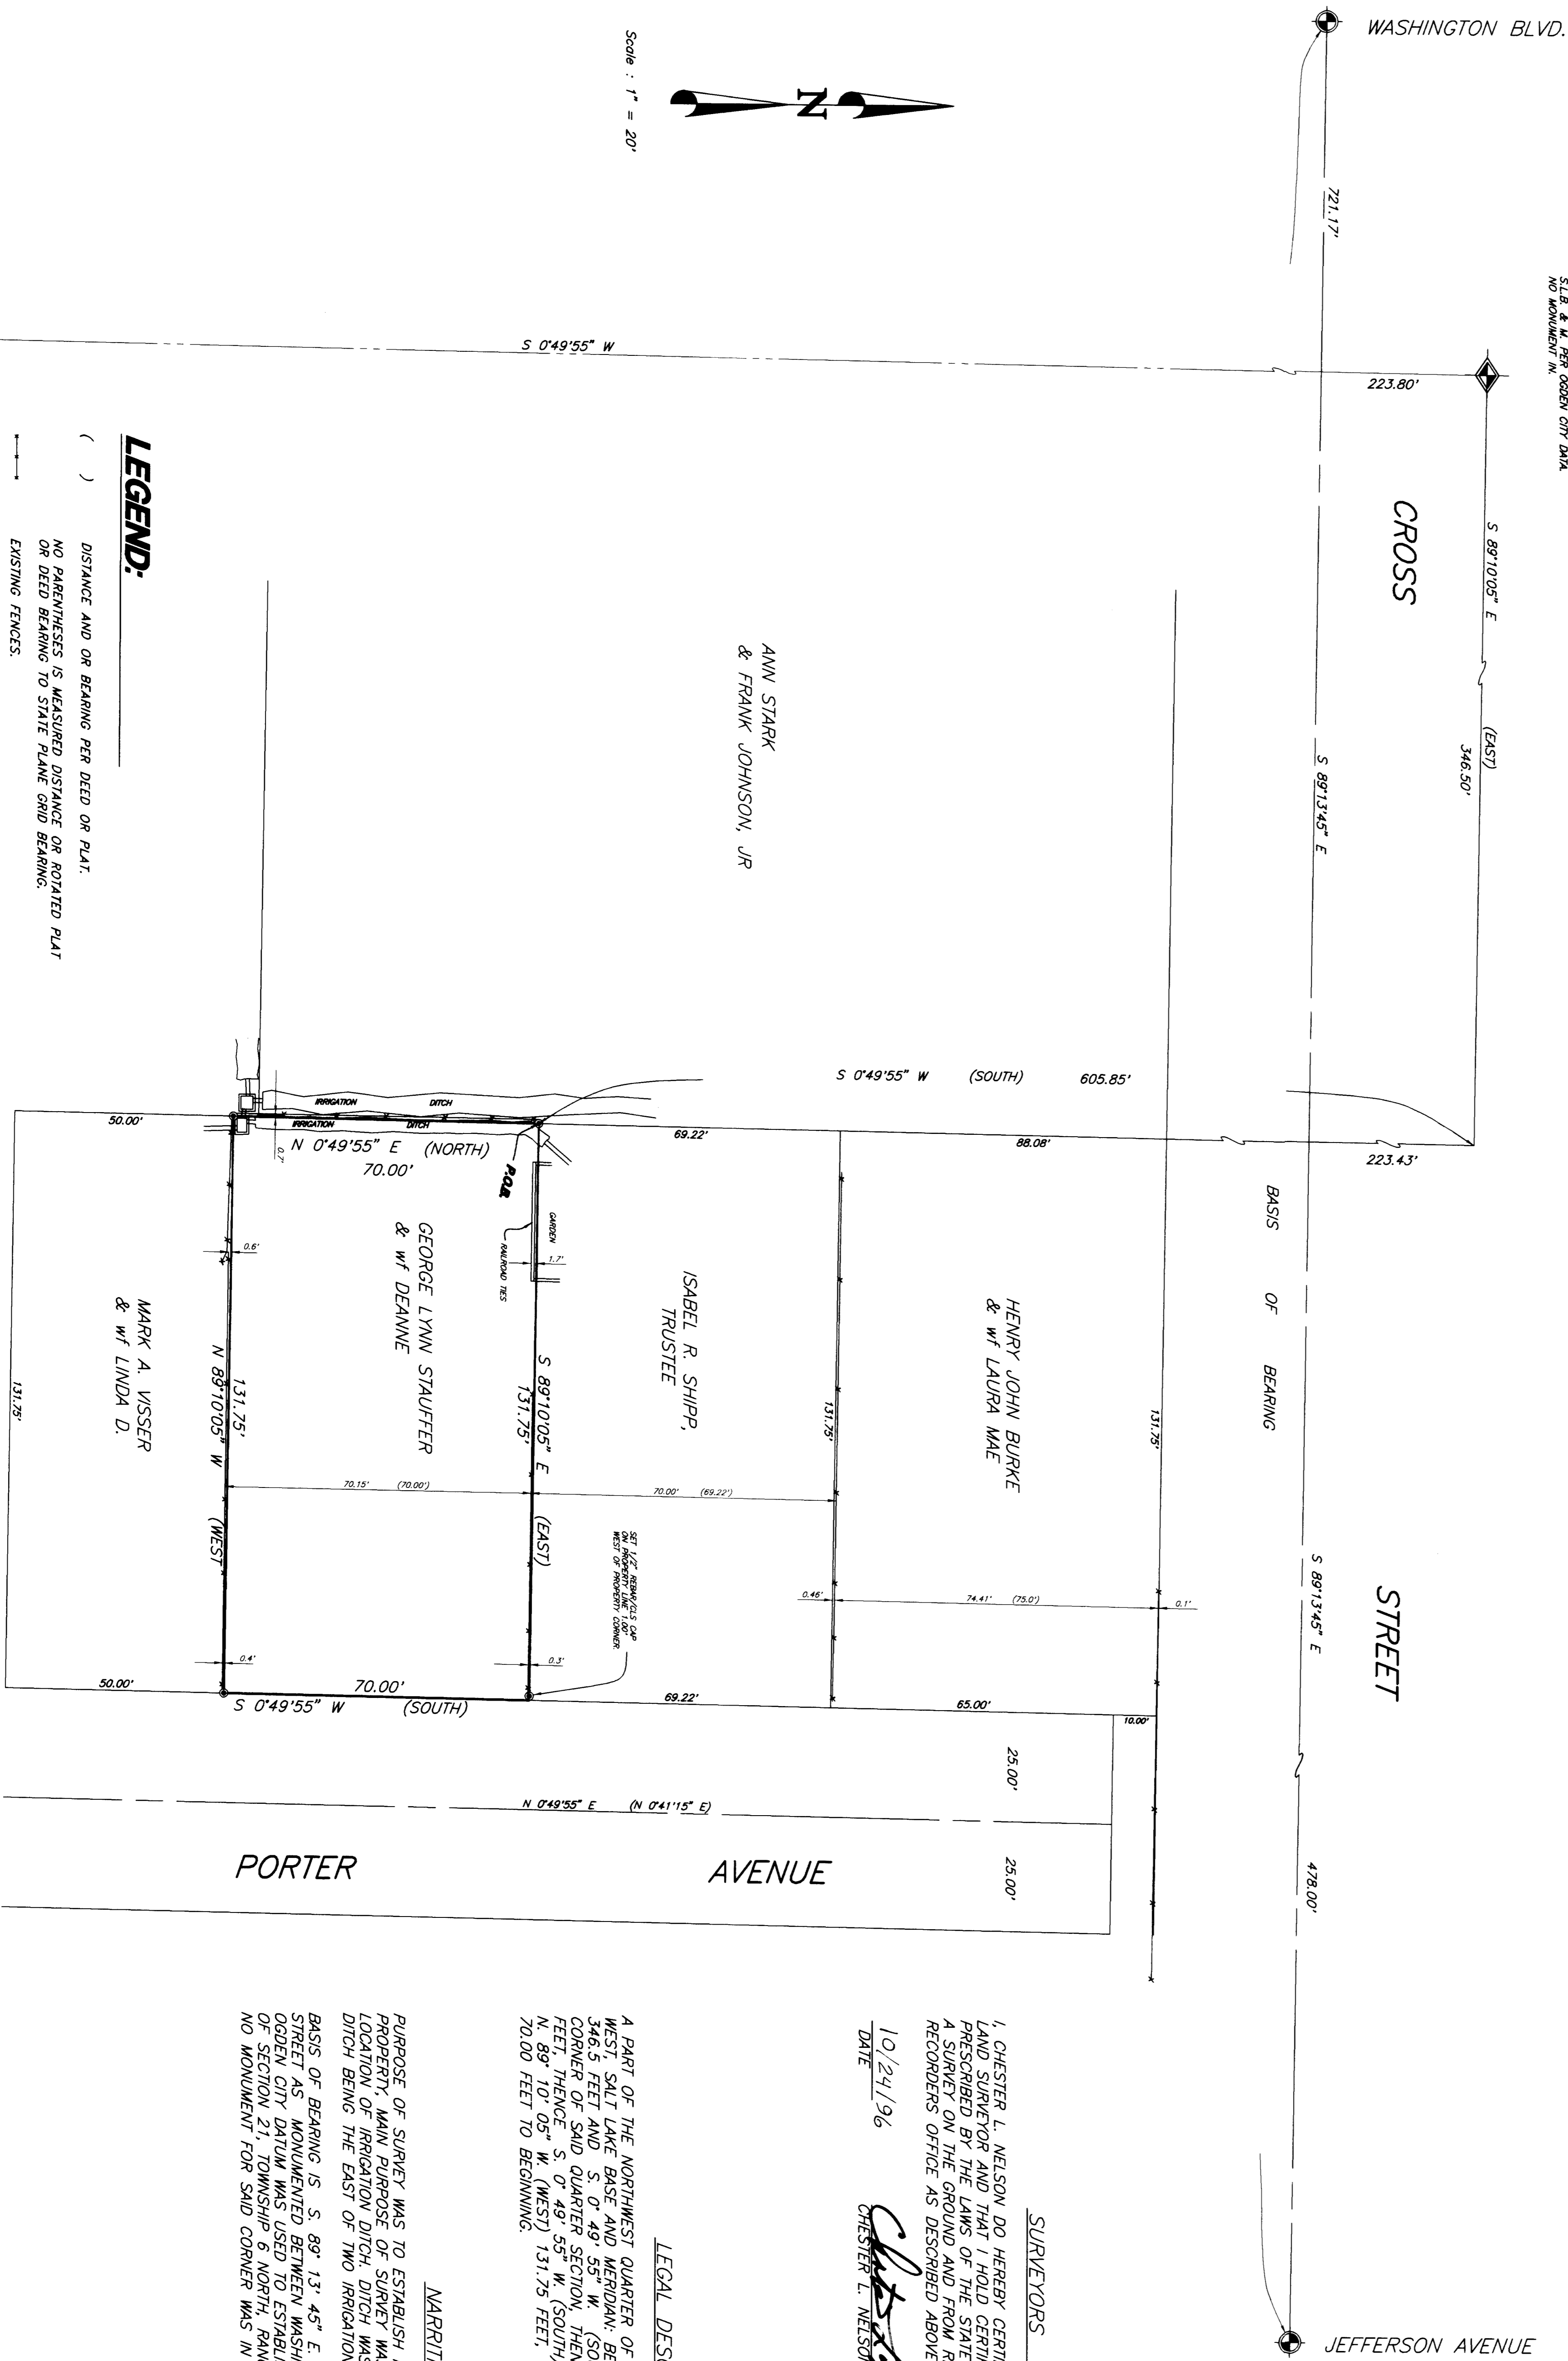 WASHINGTON BLVD.
Scale : 1" = 20'
721.17'
S.L.B. & M. PER OGDEN CITY DATA.
NO MONUMENT IN.
S 0°49'55" W
223.80'
CROSS
S 89°10'05" E
(EAST)
346.50'
S 89°13'45" E
LEGEND:
( )
DISTANCE AND OR BEARING PER DEED OR PLAT.
NO PARENTHESES IS MEASURED DISTANCE OR ROTATED PLAT
OR DEED BEARING TO STATE PLANE GRID BEARING.
EXISTING FENCES.
ANN STARK
& FRANK JOHNSON, JR
S 0°49'55" W (SOUTH) 605.85'
IRRIGATION DITCH
IRRIGATION DITCH
50.00'
N 0°49'55" E (NORTH)
70.00'
0.7'
69.22'
88.08'
223.43'
P.O.B.
GARDEN
RAILROAD TIES
1.7'
0.6'
BASIS OF BEARING
GEORGE LYNN STAUFFER
& wf DEANNE
ISABEL R. SHIPP,
TRUSTEE
HENRY JOHN BURKE
& wf LAURA MAE
MARK A. VISSER
& wf LINDA D.
131.75'
131.75'
N 89°10'05" W (WEST
S 89°10'05" E (EAST)
131.75'
131.75'
131.75'
70.15' (70.00')
70.00' (69.22')
SET 1/2" REBAR/CLS CAP
ON PROPERTY LINE 1.00'
WEST OF PROPERTY CORNER.
0.46'
74.41' (75.0')
0.1'
S 89°13'45" E
STREET
0.4'
0.3'
50.00'
70.00'
S 0°49'55" W (SOUTH)
69.22'
65.00'
10.00'
25.00'
N 0°49'55" E (N 0°41'15" E)
PORTER AVENUE
25.00'
478.00'
SURVEYORS
I, CHESTER L. NELSON DO HEREBY CERTI
LAND SURVEYOR AND THAT I HOLD CERTI
PRESCRIBED BY THE LAWS OF THE STATE
A SURVEY ON THE GROUND AND FROM R
RECORDERS OFFICE AS DESCRIBED ABOVE
10/24/96
DATE
CHESTER L. NELSON
LEGAL DESC
A PART OF THE NORTHWEST QUARTER OF
WEST, SALT LAKE BASE AND MERIDIAN: BE
346.5 FEET AND S. 0° 49' 55" W. (SO
CORNER OF SAID QUARTER SECTION, THEN
FEET, THENCE S. 0° 49' 55" W. (SOUTH)
N. 89° 10' 05" W. (WEST) 131.75 FEET,
70.00 FEET TO BEGINNING.
NARRIT
PURPOSE OF SURVEY WAS TO ESTABLISH
PROPERTY, MAIN PURPOSE OF SURVEY WA
LOCATION OF IRRIGATION DITCH. DITCH WAS
DITCH BEING THE EAST OF TWO IRRIGATION
BASIS OF BEARING IS S. 89° 13' 45" E.
STREET AS MONUMENTED BETWEEN WASHI
OGDEN CITY DATUM WAS USED TO ESTABLI
OF SECTION 21, TOWNSHIP 6 NORTH, RANG
NO MONUMENT FOR SAID CORNER WAS IN
JEFFERSON AVENUE